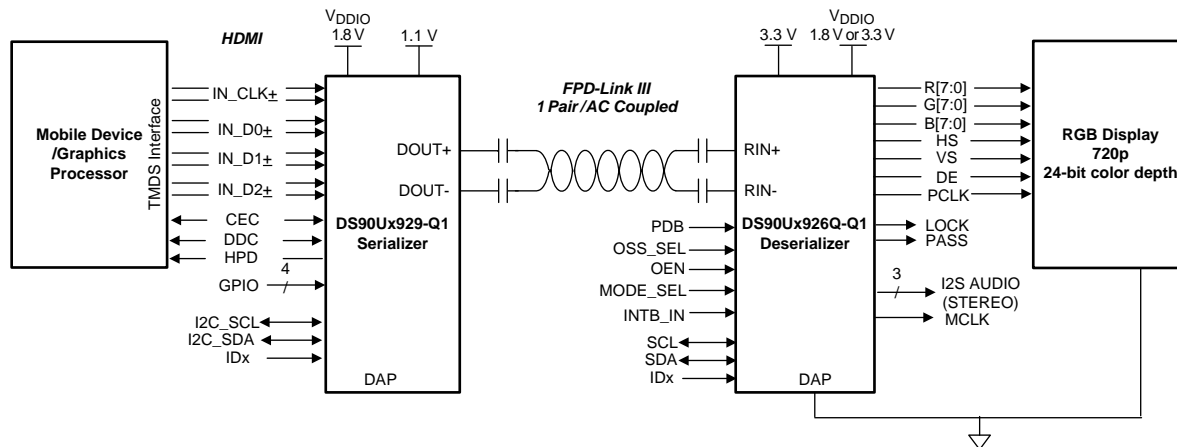 HDMI
VDDIO
1.8 V
1.1 V
FPD-Link III
1 Pair /AC Coupled
3.3 V
VDDIO
1.8 V or 3.3 V
Mobile Device
/Graphics
Processor
TMDS Interface
IN_CLK±
IN_D0±
IN_D1±
IN_D2±
CEC
DDC
HPD
GPIO
4
I2C_SCL
I2C_SDA
IDx
DOUT+
DOUT-
DS90Ux929-Q1
Serializer
DAP
RIN+
RIN-
DS90Ux926Q-Q1
Deserializer
PDB
OSS_SEL
OEN
MODE_SEL
INTB_IN
SCL
SDA
IDx
DAP
R[7:0]
G[7:0]
B[7:0]
HS
VS
DE
PCLK
LOCK
PASS
3
I2S AUDIO
(STEREO)
MCLK
RGB Display
720p
24-bit color depth